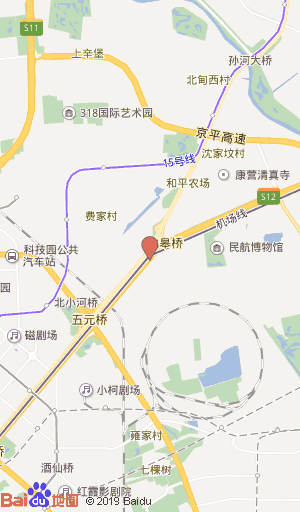 S11
孙河大桥
上辛堡
北甸西村
318国际艺术园
京平高速
沈家坟村
15号线
康营清真寺
和平农场
S12
费家村
机场线
皋桥
民航博物馆
科技园公共
汽车站
园
北小河桥
五元桥
磁剧场
小柯剧场
雍家村
酒仙桥
七棵树
红霞影剧院
Bai du 地图
© 2019 Baidu